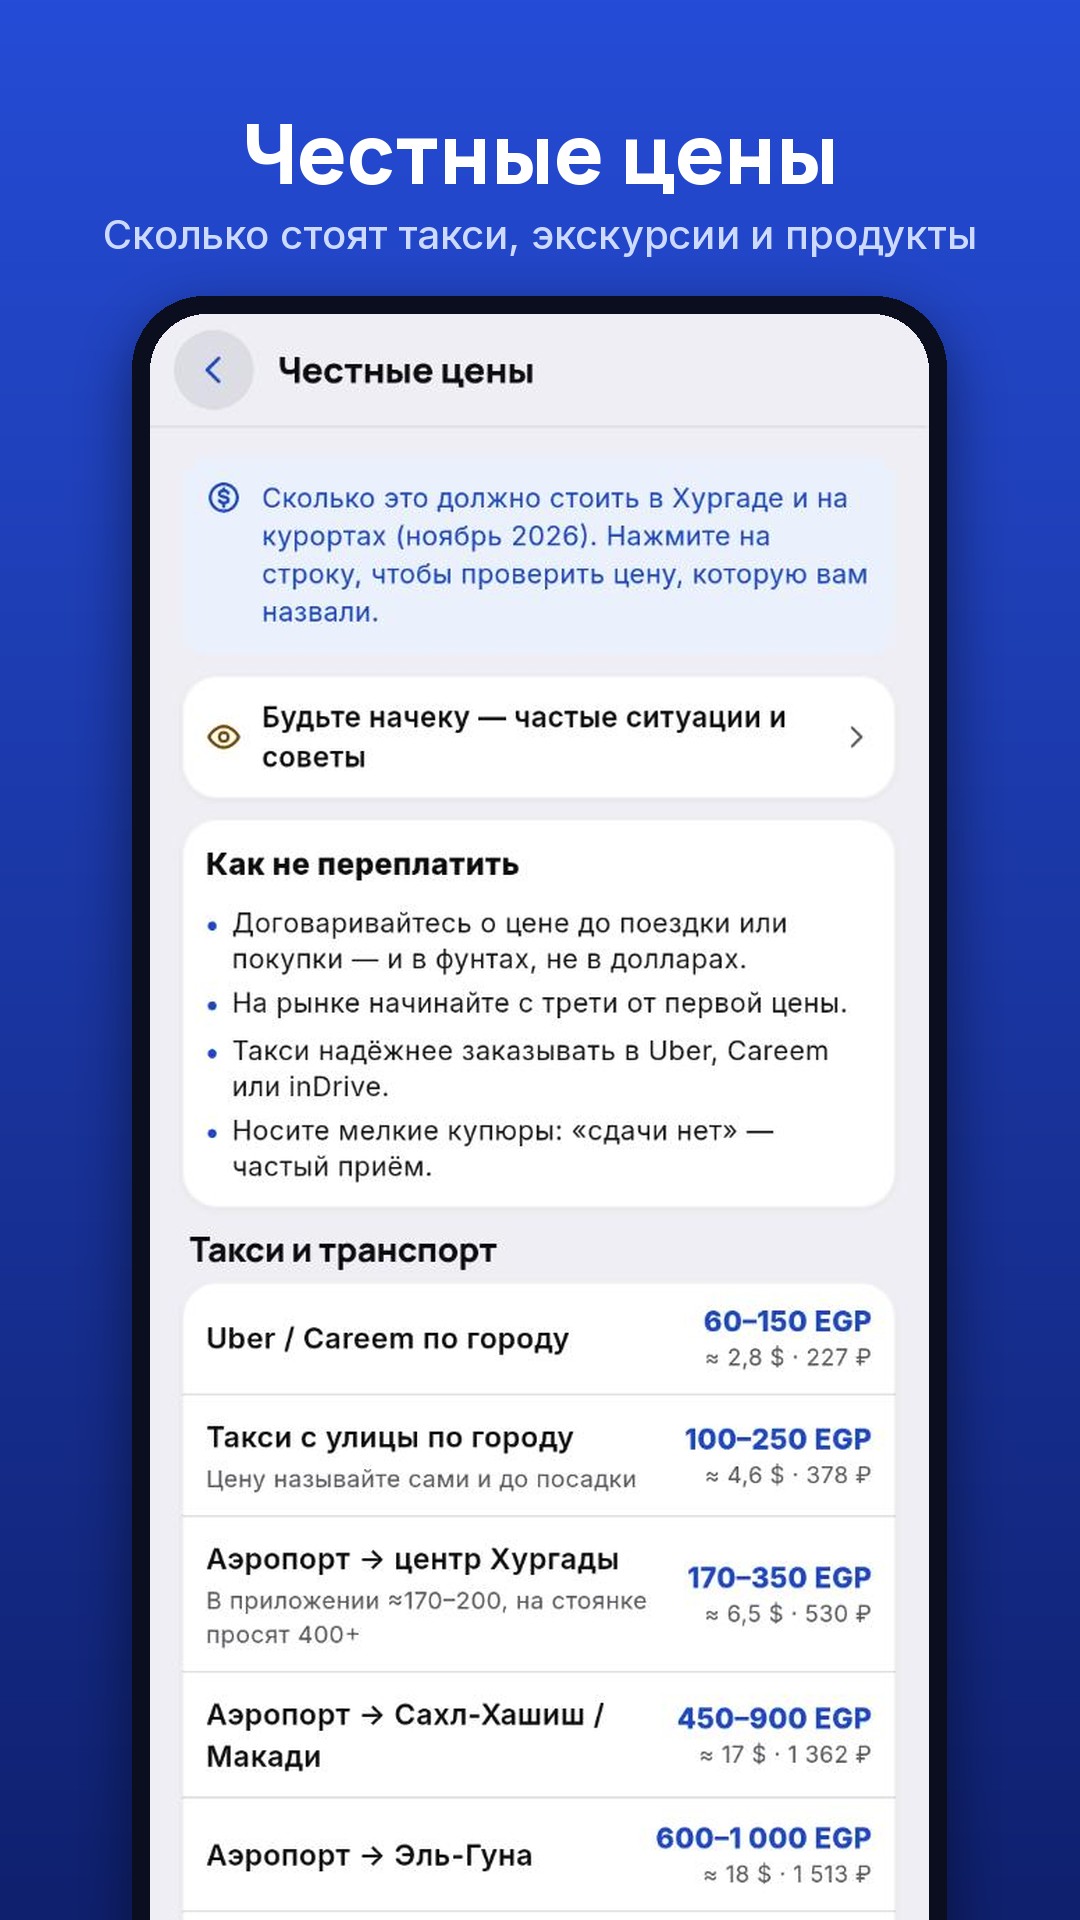 Честные цены
Сколько стоят такси, экскурсии и продукты
Честные цены
Сколько это должно стоить в Хургаде и на
курортах (ноябрь 2026). Нажмите на
строку, чтобы проверить цену, которую вам
назвали.
Будьте начеку — частые ситуации и
советы
Как не переплатить
• Договаривайтесь о цене до поездки или
покупки — и в фунтах, не в долларах.
• На рынке начинайте с трети от первой цены.
• Такси надёжнее заказывать в Uber, Careem
или inDrive.
• Носите мелкие купюры: «сдачи нет» —
частый приём.
Такси и транспорт
Uber / Careem по городу
60–150 EGP
≈ 2,8 $ · 227 ₽
Такси с улицы по городу
Цену называйте сами и до посадки
100–250 EGP
≈ 4,6 $ · 378 ₽
Аэропорт → центр Хургады
В приложении ≈170–200, на стоянке
просят 400+
170–350 EGP
≈ 6,5 $ · 530 ₽
Аэропорт → Сахл-Хашиш /
Макади
450–900 EGP
≈ 17 $ · 1 362 ₽
Аэропорт → Эль-Гуна
600–1 000 EGP
≈ 18 $ · 1 513 ₽